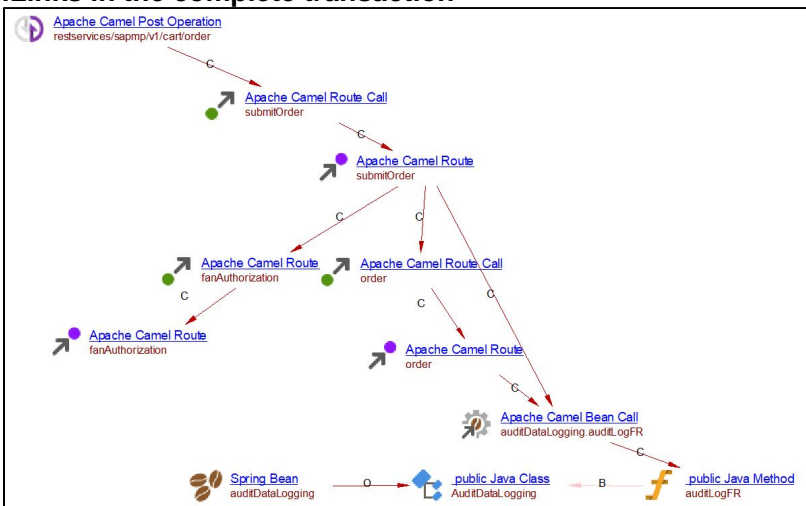 Apache Camel Post Operation
restservices/sapmp/v1/cart/order
C
Apache Camel Route Call
submitOrder
C
Apache Camel Route
submitOrder
C
C
Apache Camel Route
fanAuthorization
Apache Camel Route Call
order
C
C
C
Apache Camel Route
fanAuthorization
Apache Camel Route
order
C
Apache Camel Bean Call
auditDataLogging.auditLogFR
C
Spring Bean
auditDataLogging
O
public Java Class
AuditDataLogging
B
public Java Method
auditLogFR